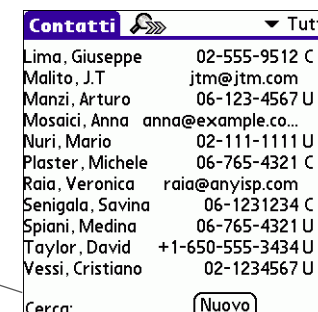 Contatti Tut
Lima, Giuseppe 02-555-9512 C
Malito, J.T jtm@jtm.com
Manzi, Arturo 06-123-4567 U
Mosaici, Anna anna@example.co...
Nuri, Mario 02-111-1111 U
Plaster, Michele 06-765-4321 C
Raia, Veronica raia@anyisp.com
Senigala, Savina 06-1231234 C
Spiani, Medina 06-765-4321 U
Taylor, David +1-650-555-3434 U
Vessi, Cristiano 02-1234567 U
Cerca: Nuovo